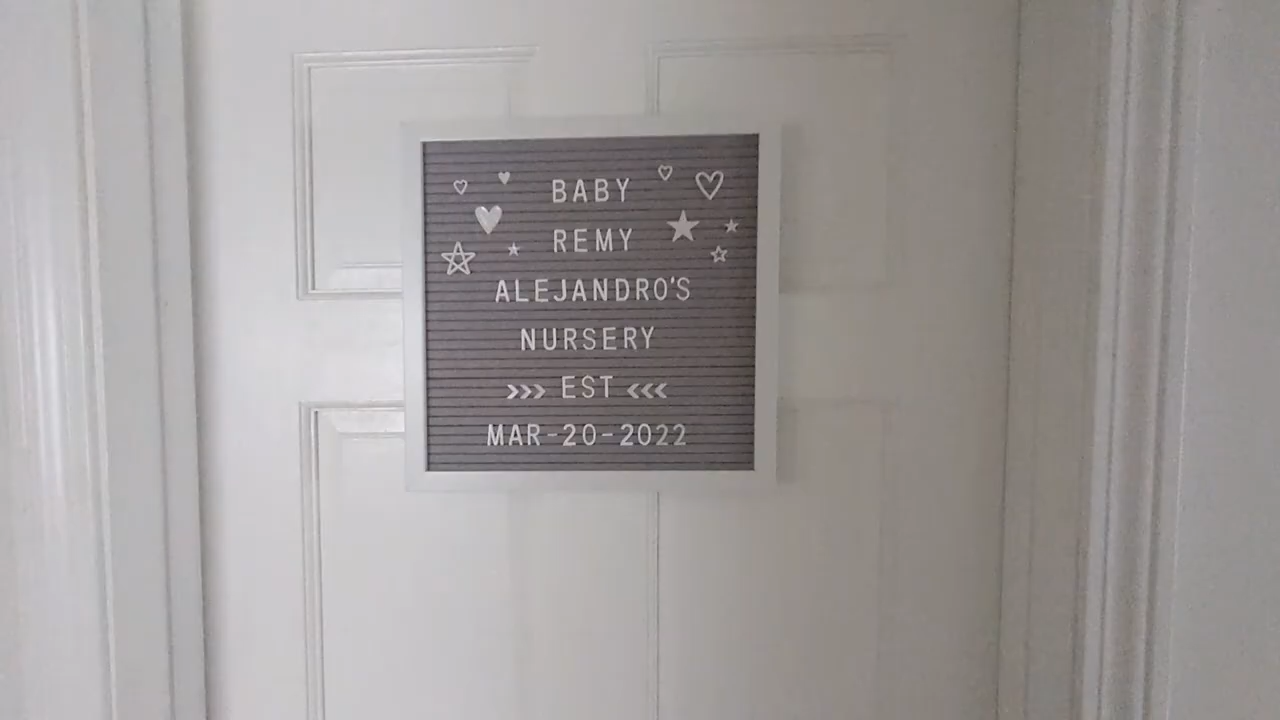 BABY
REMY
ALEJANDRO'S
NURSERY
>>> EST <<<
MAR-20-2022